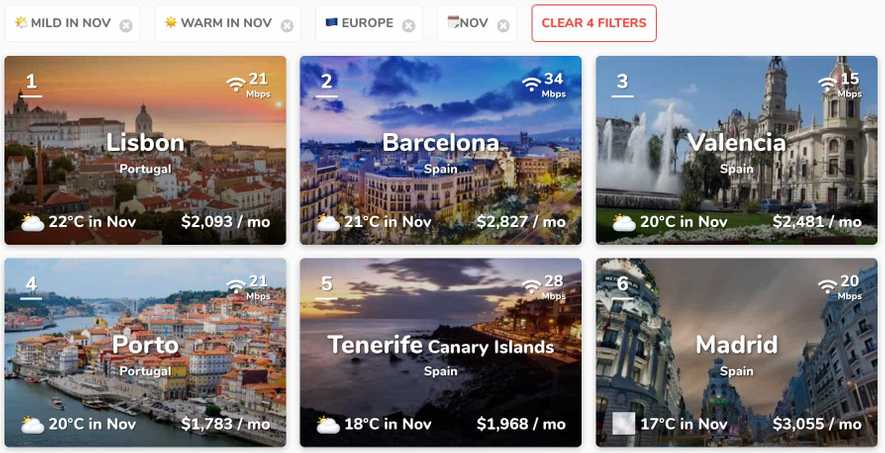 MILD IN NOV WARM IN NOV EUROPE NOV CLEAR 4 FILTERS
1 21 Mbps
Lisbon
Portugal
22°C in Nov $2,093 / mo
2 34 Mbps
Barcelona
Spain
21°C in Nov $2,827 / mo
3 15 Mbps
Valencia
Spain
20°C in Nov $2,481 / mo
4 21 Mbps
Porto
Portugal
20°C in Nov $1,783 / mo
5 28 Mbps
Tenerife Canary Islands
Spain
18°C in Nov $1,968 / mo
6 20 Mbps
Madrid
Spain
17°C in Nov $3,055 / mo